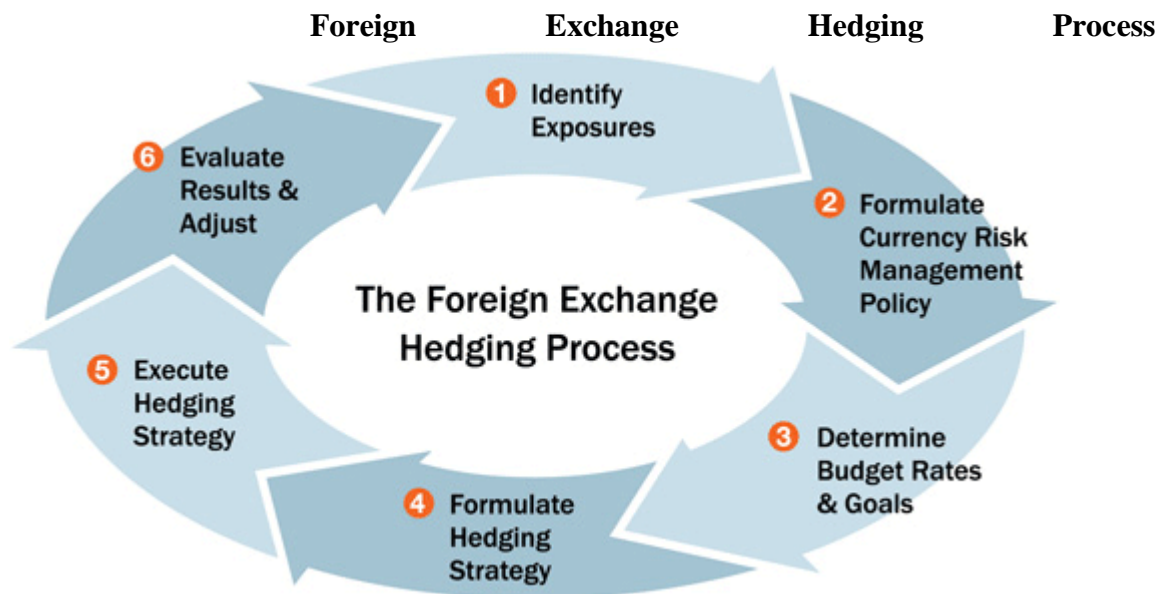 Foreign Exchange Hedging Process
1 Identify
Exposures
2 Formulate
Currency Risk
Management
Policy
3 Determine
Budget Rates
& Goals
4 Formulate
Hedging
Strategy
5 Execute
Hedging
Strategy
6 Evaluate
Results &
Adjust
The Foreign Exchange
Hedging Process